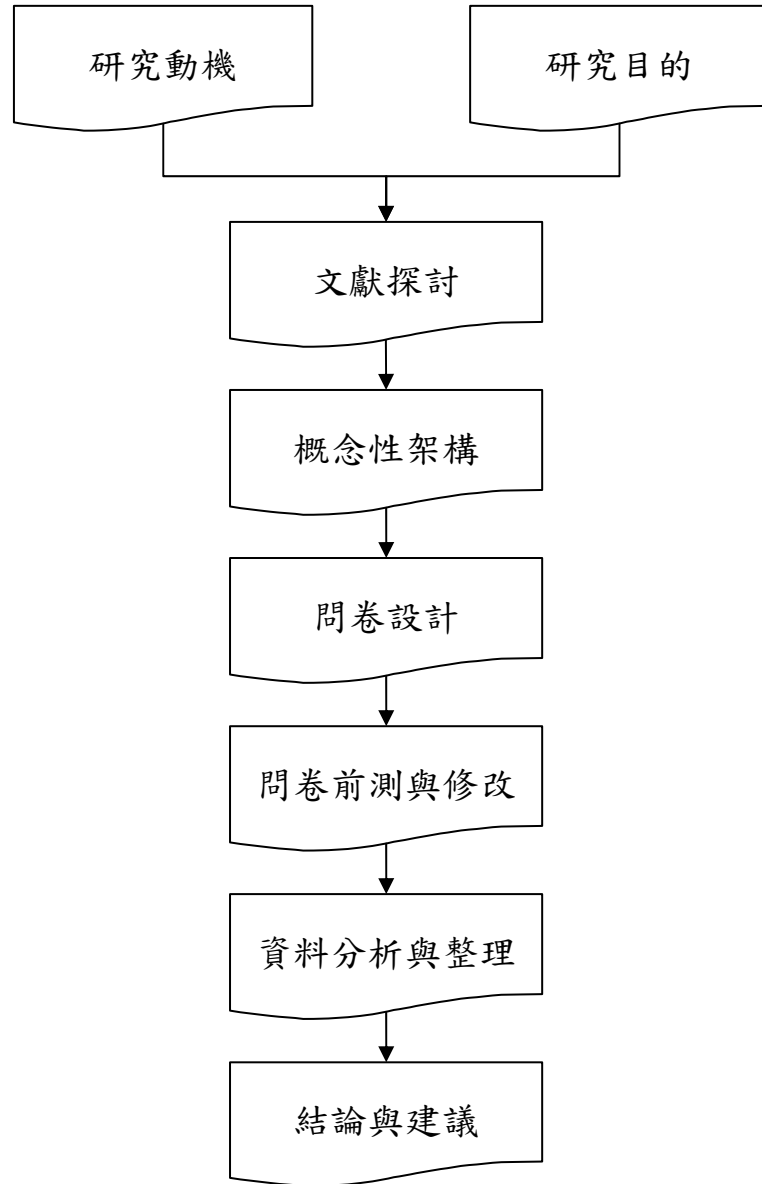 研究動機
研究目的
文獻探討
概念性架構
問卷設計
問卷前測與修改
資料分析與整理
結論與建議